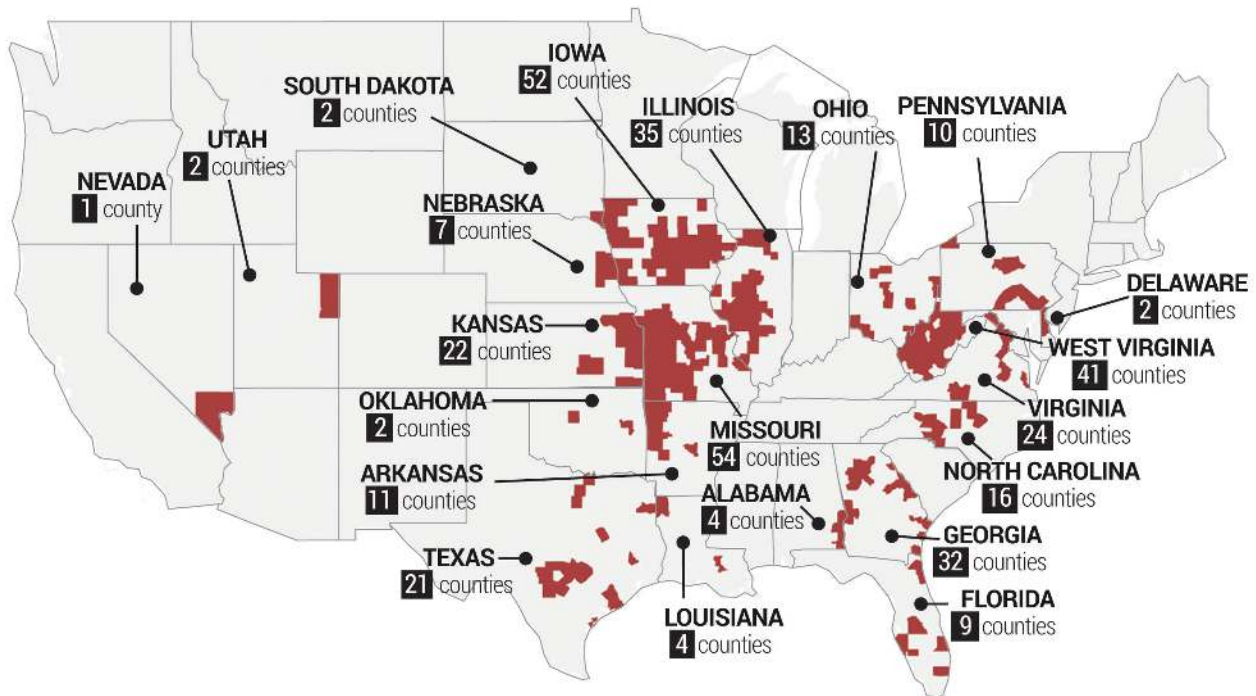 IOWA
52 counties
SOUTH DAKOTA
2 counties
ILLINOIS
35 counties
OHIO
13 counties
PENNSYLVANIA
10 counties
UTAH
2 counties
NEVADA
1 county
NEBRASKA
7 counties
DELAWARE
2 counties
KANSAS
22 counties
WEST VIRGINIA
41 counties
OKLAHOMA
2 counties
VIRGINIA
24 counties
MISSOURI
54 counties
NORTH CAROLINA
16 counties
ARKANSAS
11 counties
ALABAMA
4 counties
GEORGIA
32 counties
TEXAS
21 counties
FLORIDA
9 counties
LOUISIANA
4 counties